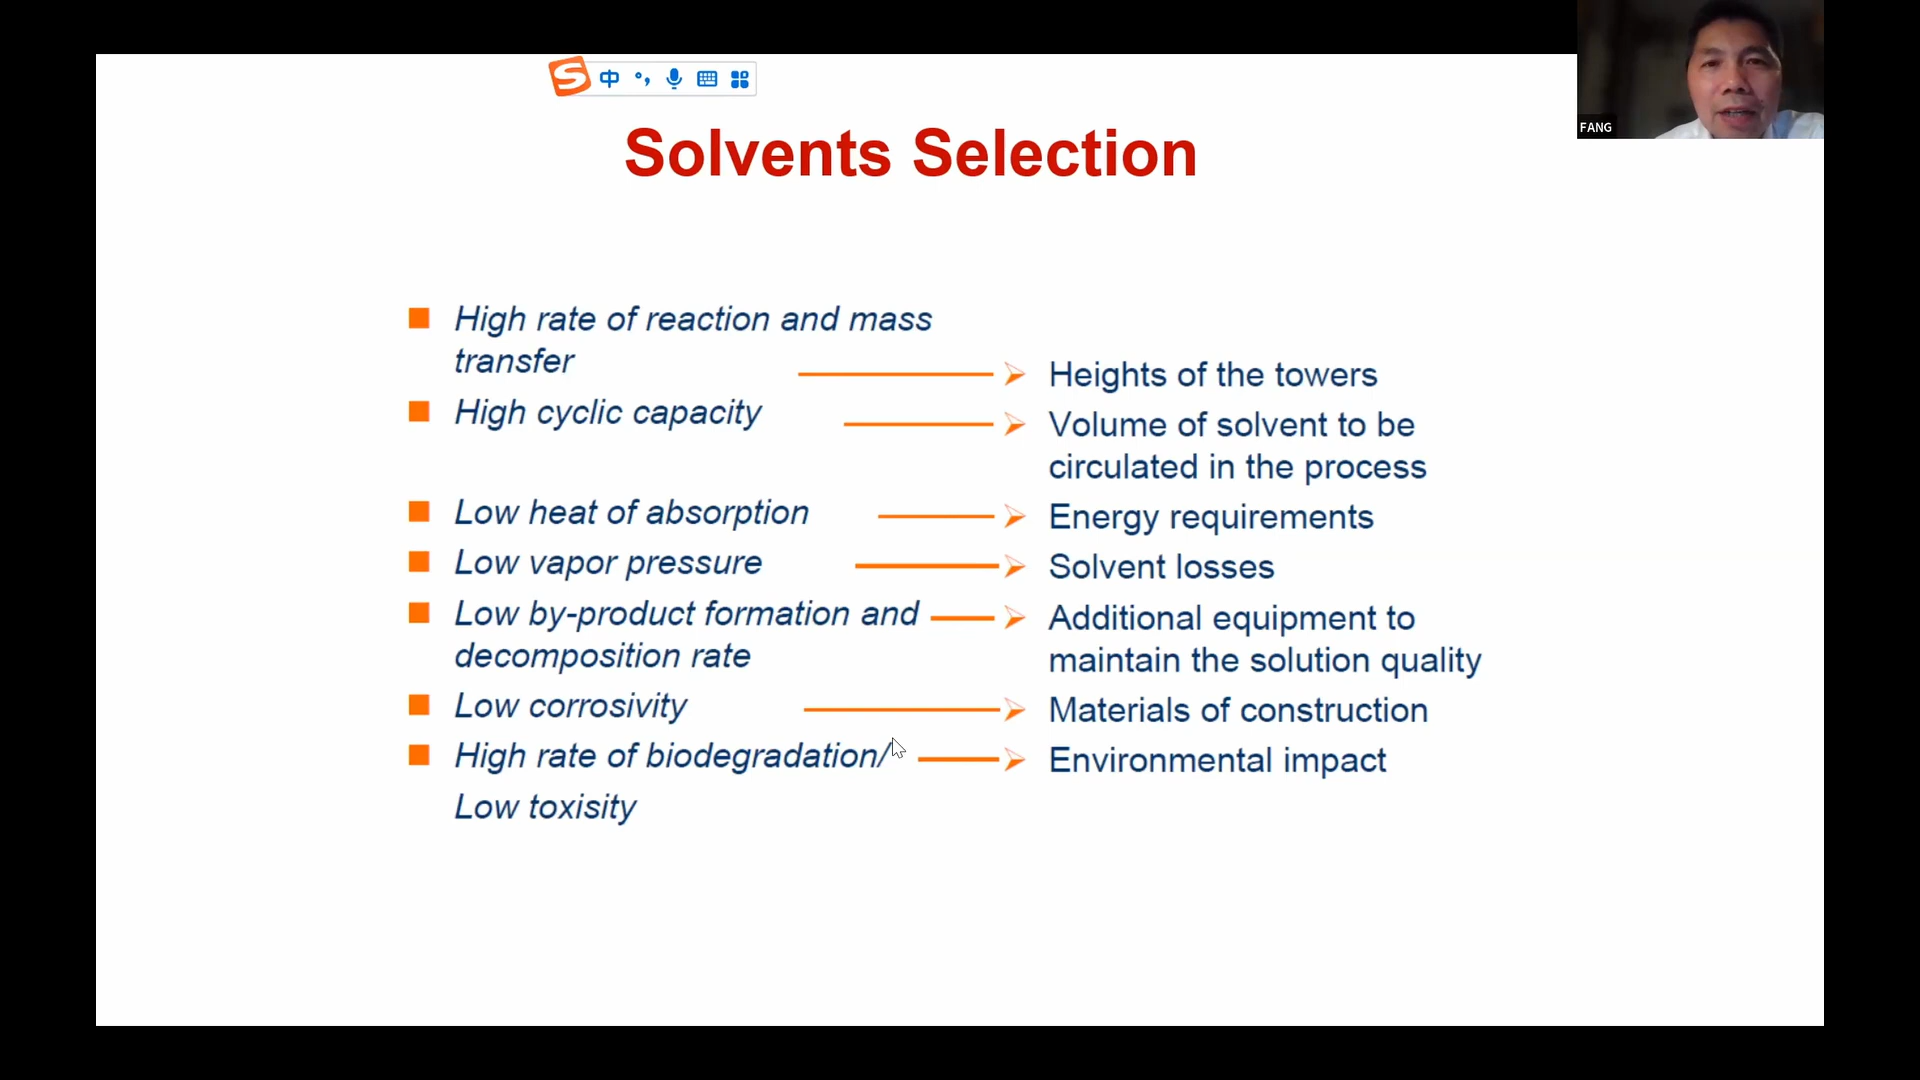 S 中 °,
FANG
Solvents Selection
High rate of reaction and mass
transfer
Heights of the towers
High cyclic capacity
Volume of solvent to be
circulated in the process
Low heat of absorption
Energy requirements
Low vapor pressure
Solvent losses
Low by-product formation and
decomposition rate
Additional equipment to
maintain the solution quality
Low corrosivity
Materials of construction
High rate of biodegradation/
Low toxisity
Environmental impact